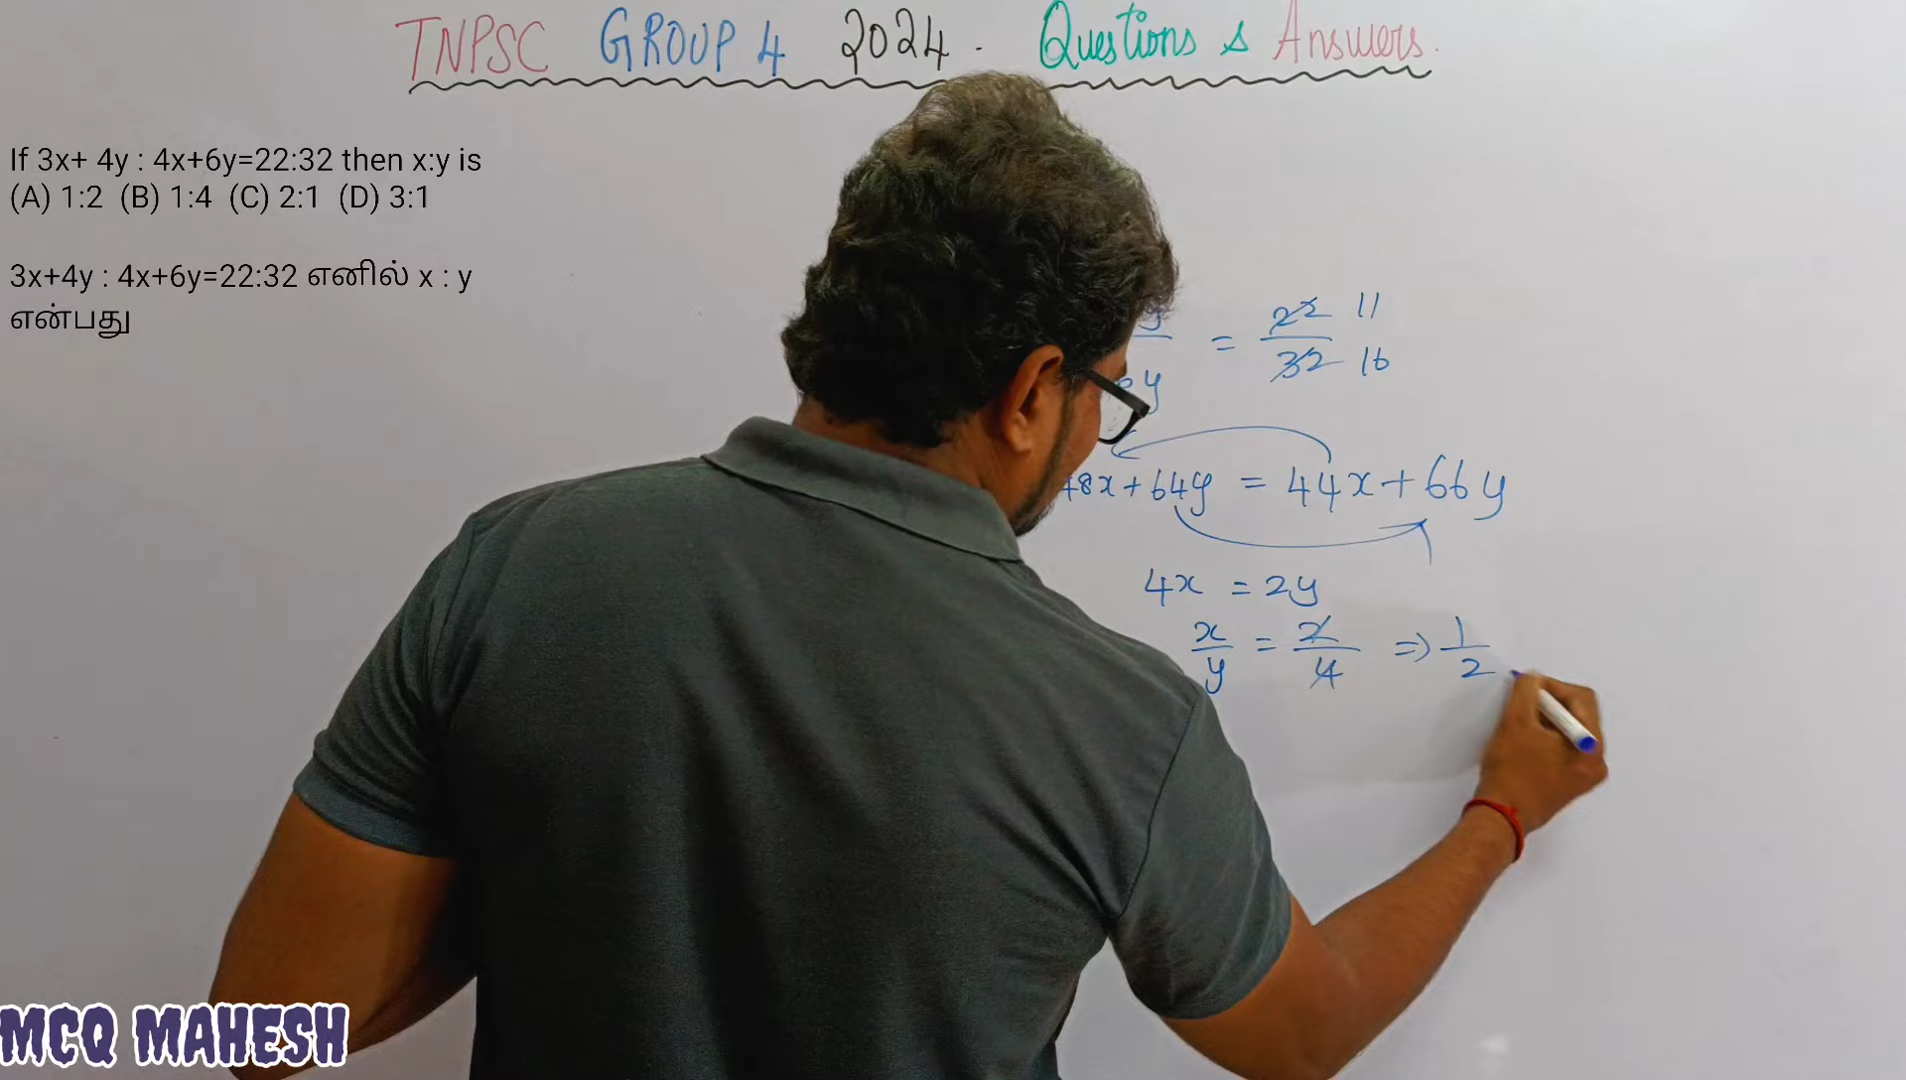 TNPSC GROUP 4 2024. Questions & Answers.
If 3x+ 4y : 4x+6y=22:32 then x:y is
(A) 1:2 (B) 1:4 (C) 2:1 (D) 3:1
3x+4y : 4x+6y=22:32 எனில் x : y
என்பது
y = 22 11
y 32 16
48x + 64y = 44x + 66y
4x = 2y
x/y = 2/4 => 1/2
MCQ MAHESH